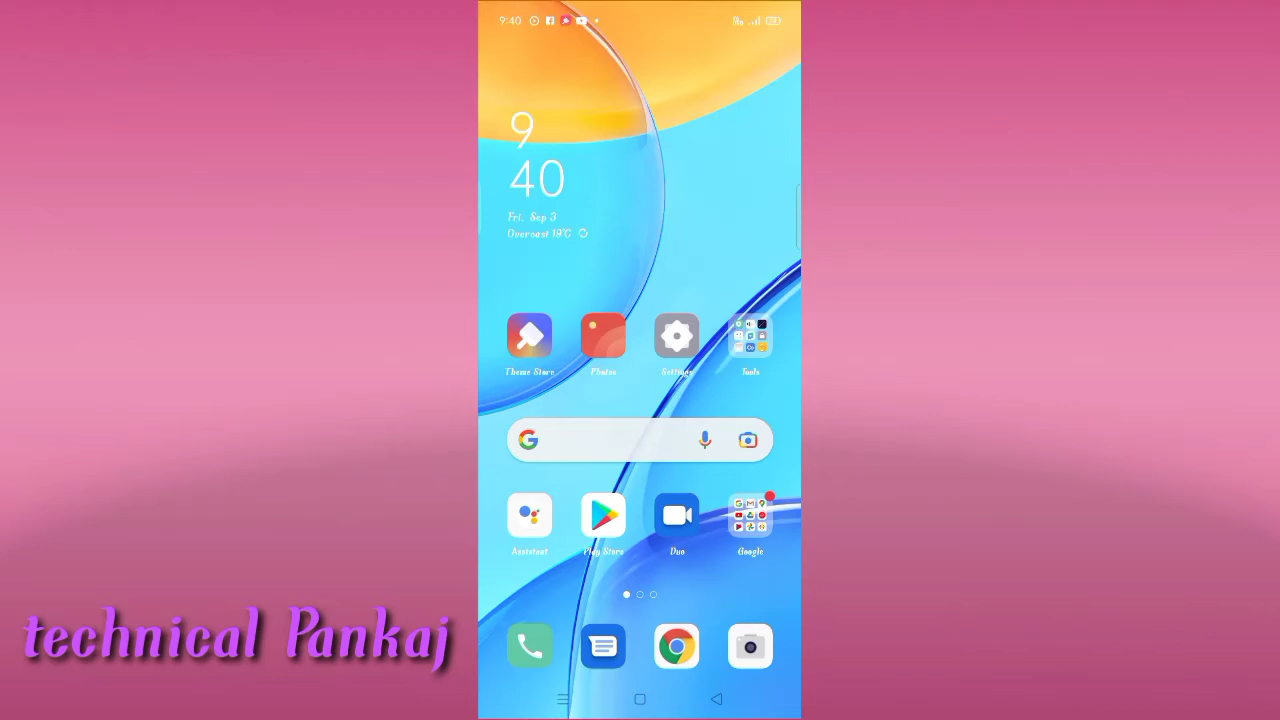 9:40
9
40
Fri, Sep 3
Overcast 19°C
Theme Store Photos Settings Tools
Assistant Play Store Duo Google
technical Pankaj